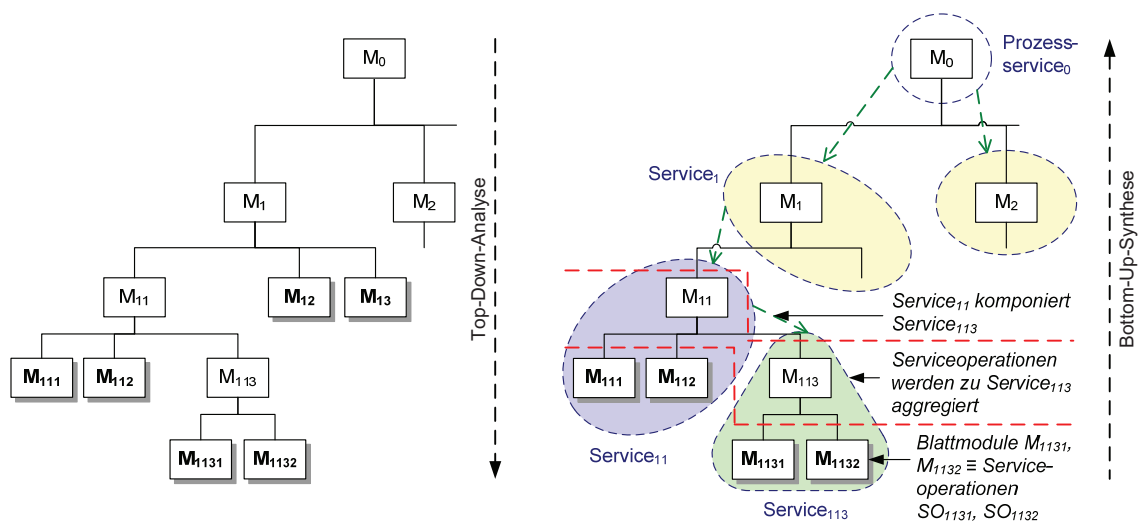 M0
M1
M2
M11
M12
M13
M111
M112
M113
M1131
M1132
Top-Down-Analyse
M0
Prozess-
service0
Service1
M1
M2
M11
Service11 komponiert
Service113
M111
M112
M113
Serviceoperationen
werden zu Service113
aggregiert
Service11
M1131
M1132
Blattmodule M1131,
M1132 ≡ Service-
operationen
SO1131, SO1132
Service113
Bottom-Up-Synthese